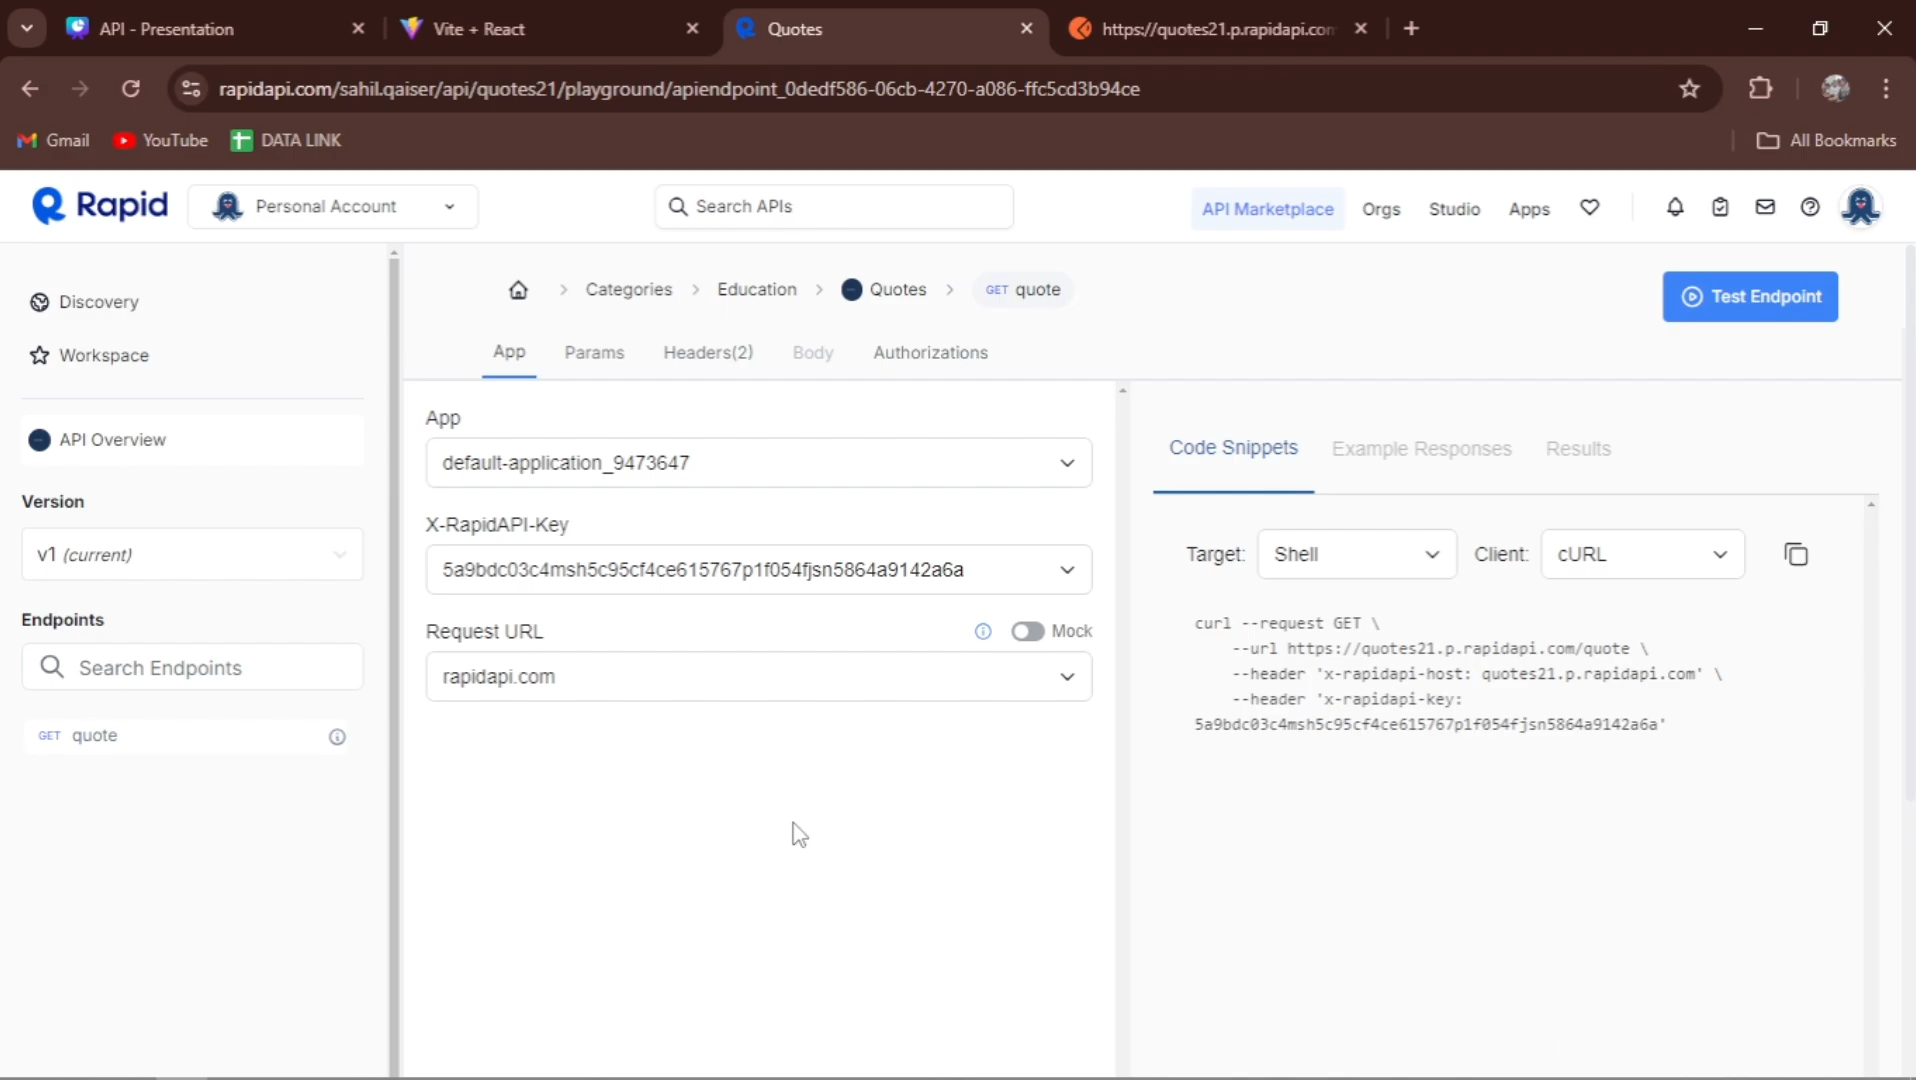 API - Presentation
Vite + React
Quotes
https://quotes21.p.rapidapi.com
rapidapi.com/sahil.qaiser/api/quotes21/playground/apiendpoint_0dedf586-06cb-4270-a086-ffc5cd3b94ce
Gmail
YouTube
DATA LINK
All Bookmarks
Rapid
Personal Account
Search APIs
API Marketplace
Orgs
Studio
Apps
Discovery
Workspace
API Overview
Version
v1 (current)
Endpoints
Search Endpoints
GET quote
Categories
Education
Quotes
GET quote
Test Endpoint
App
Params
Headers(2)
Body
Authorizations
App
default-application_9473647
X-RapidAPI-Key
5a9bdc03c4msh5c95cf4ce615767p1f054fjsn5864a9142a6a
Request URL
Mock
rapidapi.com
Code Snippets
Example Responses
Results
Target:
Shell
Client:
cURL
curl --request GET \
--url https://quotes21.p.rapidapi.com/quote \
--header 'x-rapidapi-host: quotes21.p.rapidapi.com' \
--header 'x-rapidapi-key:
5a9bdc03c4msh5c95cf4ce615767p1f054fjsn5864a9142a6a'